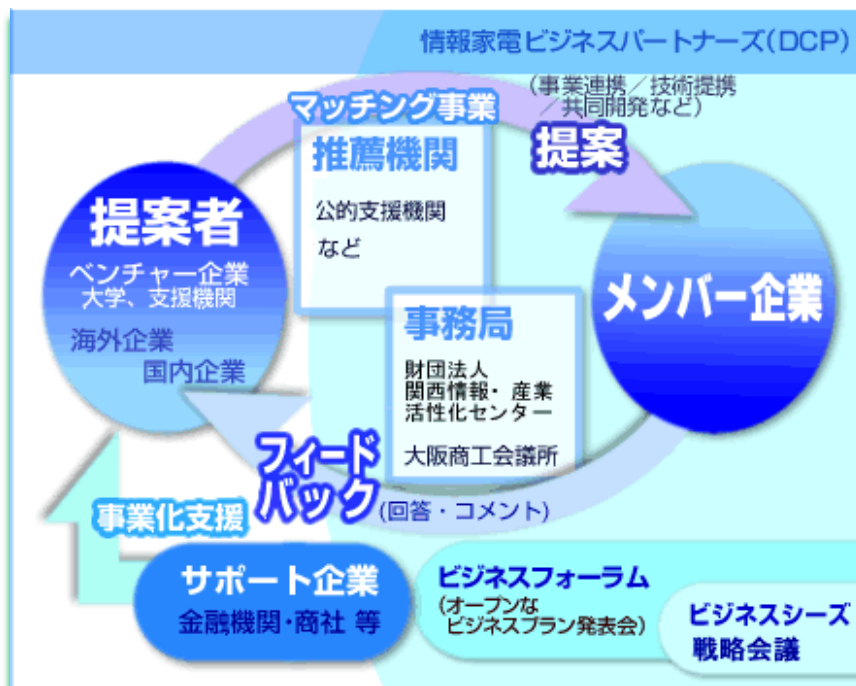 情報家電ビジネスパートナーズ(DCP)
(事業連携／技術提携
／共同開発など)
マッチング事業
提案
推薦機関
公的支援機関
など
提案者
ベンチャー企業
大学、支援機関
海外企業
国内企業
メンバー企業
事務局
財団法人
関西情報・産業
活性化センター
大阪商工会議所
フィード
バック
(回答・コメント)
事業化支援
サポート企業
金融機関・商社 等
ビジネスフォーラム
(オープンな
ビジネスプラン発表会)
ビジネスシーズ
戦略会議